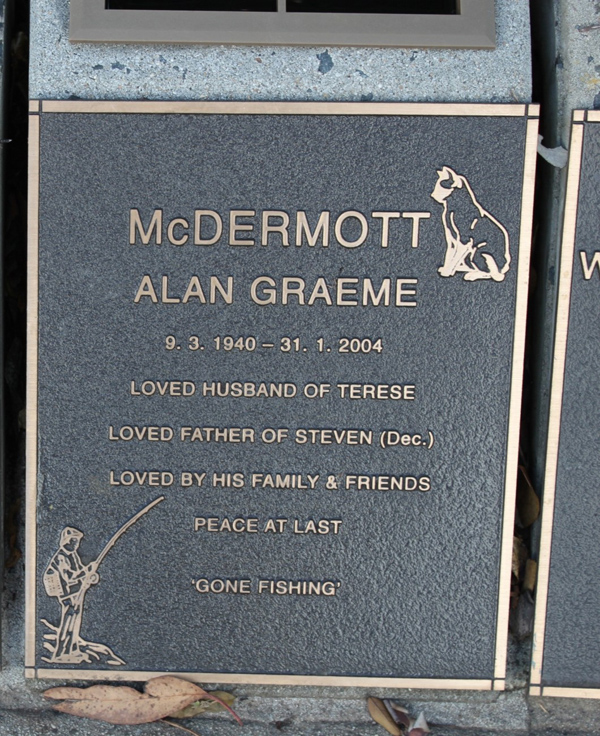 McDERMOTT
ALAN GRAEME
9. 3. 1940 – 31. 1. 2004
LOVED HUSBAND OF TERESE
LOVED FATHER OF STEVEN (Dec.)
LOVED BY HIS FAMILY & FRIENDS
PEACE AT LAST
'GONE FISHING'
W